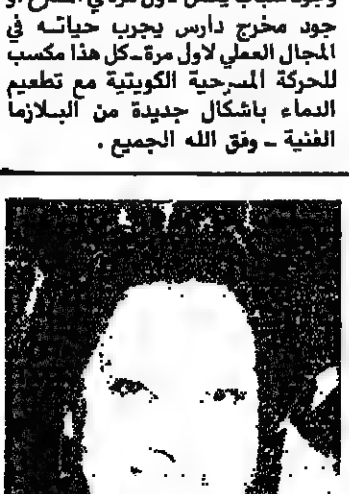 جود مخرج دارس يجرب حياته في
المجال العملي لاول مرة ـ كل هذا مكسب
للحركة المسرحية الكويتية مع تطعيم
الدماء باشكال جديدة من البلازما
الفنية ـ وفق الله الجميع .